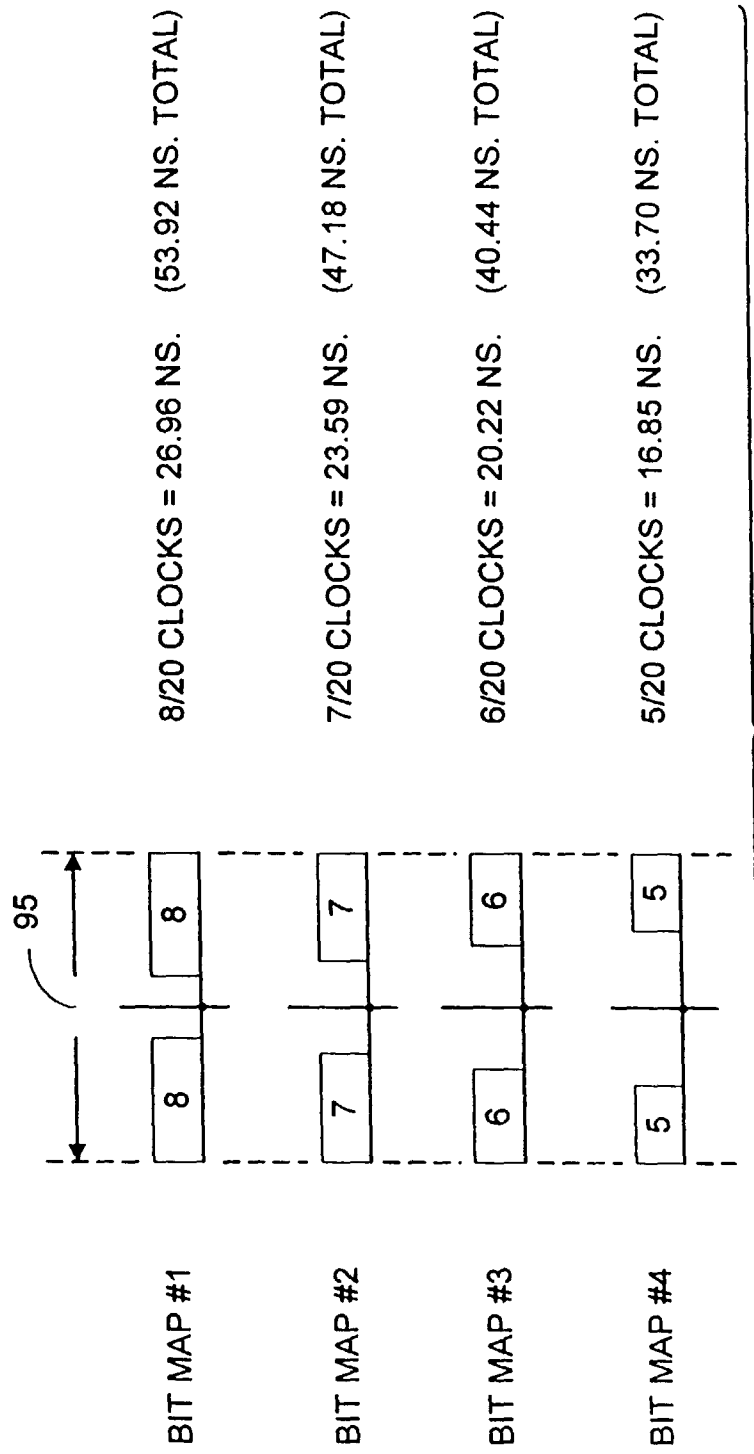 95
BIT MAP #1 8 8 8/20 CLOCKS = 26.96 NS. (53.92 NS. TOTAL)
BIT MAP #2 7 7 7/20 CLOCKS = 23.59 NS. (47.18 NS. TOTAL)
BIT MAP #3 6 6 6/20 CLOCKS = 20.22 NS. (40.44 NS. TOTAL)
BIT MAP #4 5 5 5/20 CLOCKS = 16.85 NS. (33.70 NS. TOTAL)